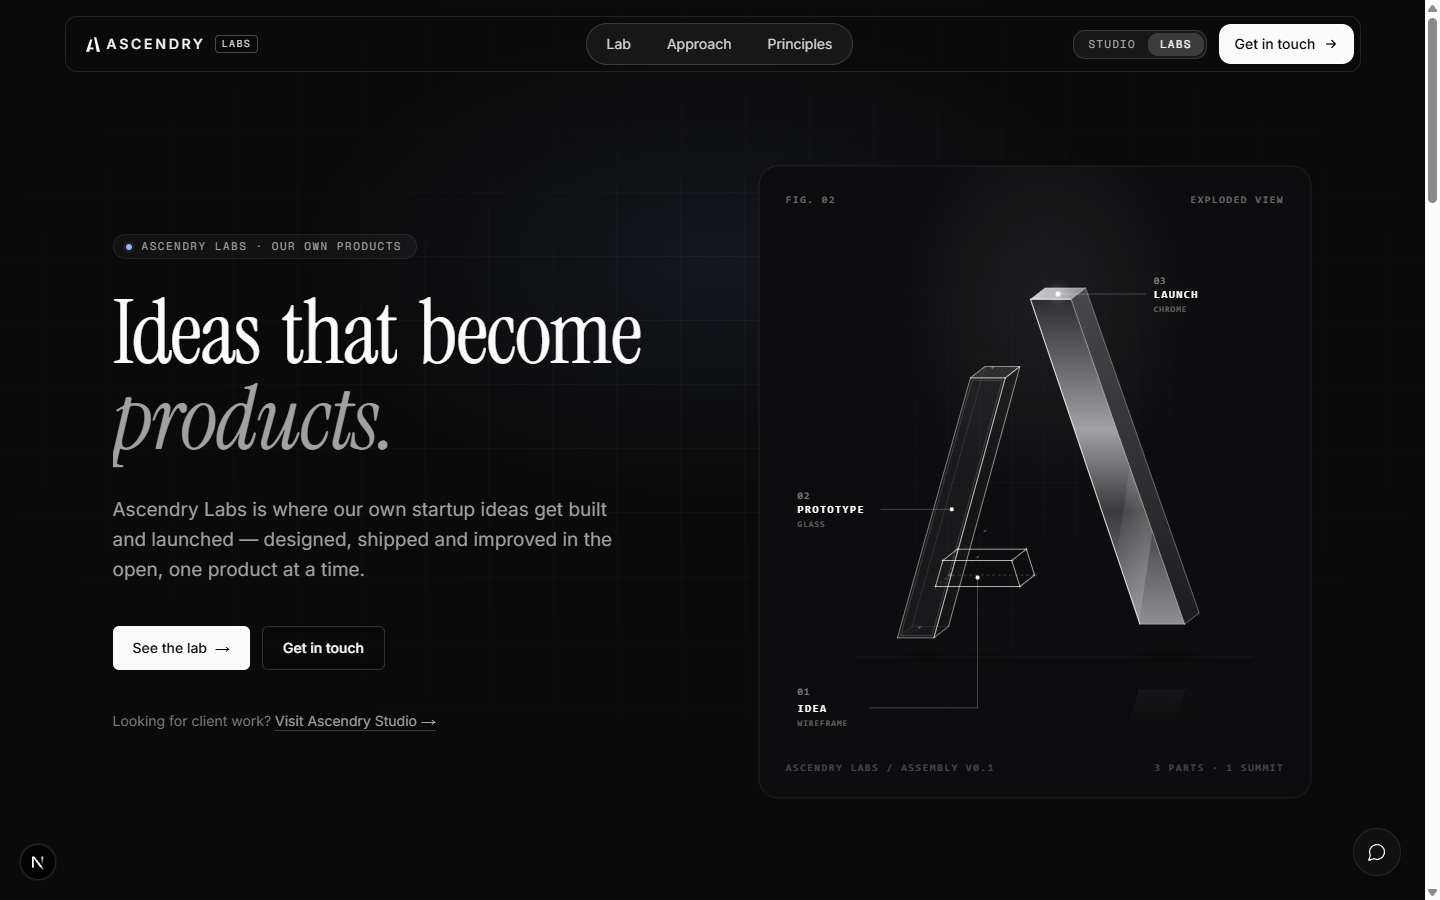 ASCENDRY LABS
Lab Approach Principles
STUDIO LABS
Get in touch →
ASCENDRY LABS · OUR OWN PRODUCTS
Ideas that become
products.
Ascendry Labs is where our own startup ideas get built
and launched — designed, shipped and improved in the
open, one product at a time.
See the lab →
Get in touch
Looking for client work? Visit Ascendry Studio →
FIG. 02
EXPLODED VIEW
03
LAUNCH
CHROME
02
PROTOTYPE
GLASS
01
IDEA
WIREFRAME
ASCENDRY LABS / ASSEMBLY V0.1
3 PARTS · 1 SUMMIT
N